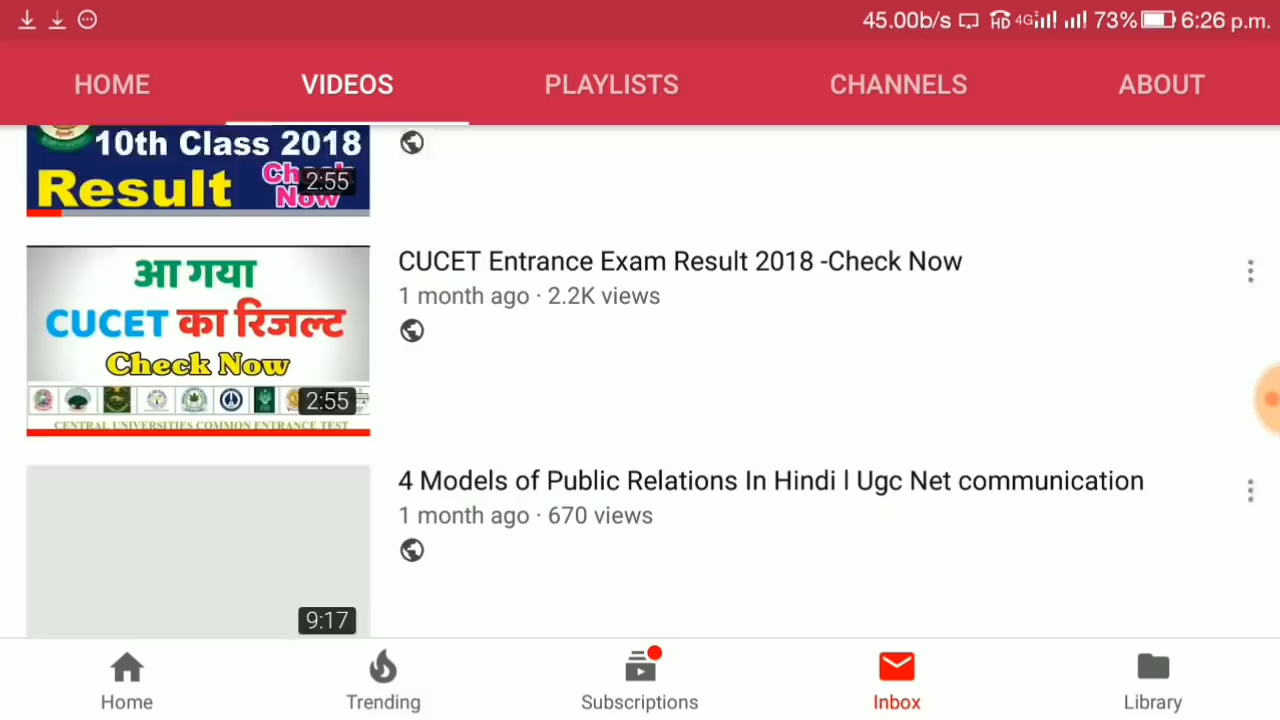 45.00b/s HD 4G 73% 6:26 p.m.
HOME VIDEOS PLAYLISTS CHANNELS ABOUT
10th Class 2018
Result Check Now
2:55
आ गया
CUCET का रिजल्ट
Check Now
2:55
CENTRAL UNIVERSITIES COMMON ENTRANCE TEST
CUCET Entrance Exam Result 2018 -Check Now
1 month ago · 2.2K views
9:17
4 Models of Public Relations In Hindi l Ugc Net communication
1 month ago · 670 views
Home Trending Subscriptions Inbox Library